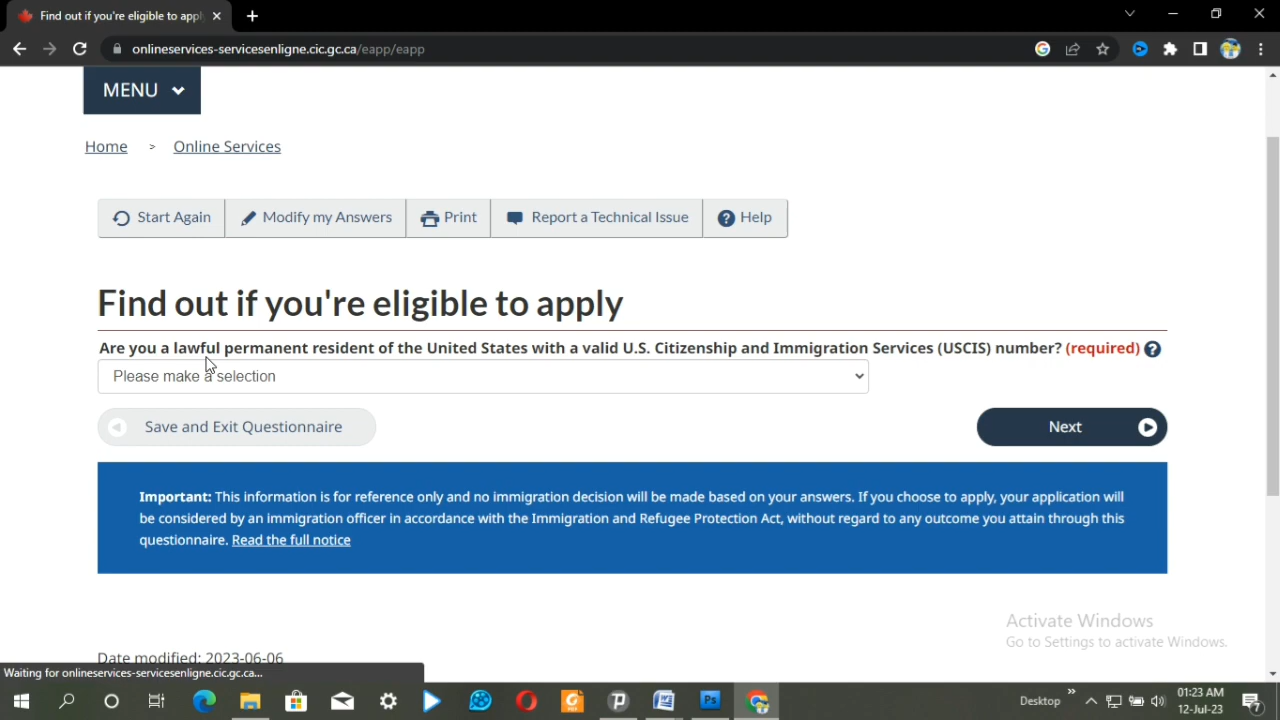 Find out if you're eligible to appl
onlineservices-servicesenligne.cic.gc.ca/eapp/eapp
MENU
Home > Online Services
Start Again Modify my Answers Print Report a Technical Issue Help
Find out if you're eligible to apply
Are you a lawful permanent resident of the United States with a valid U.S. Citizenship and Immigration Services (USCIS) number? (required)
Please make a selection
Save and Exit Questionnaire Next
Important: This information is for reference only and no immigration decision will be made based on your answers. If you choose to apply, your application will
be considered by an immigration officer in accordance with the Immigration and Refugee Protection Act, without regard to any outcome you attain through this
questionnaire. Read the full notice
Activate Windows
Go to Settings to activate Windows.
Date modified: 2023-06-06
Waiting for onlineservices-servicesenligne.cic.gc.ca...
Desktop
01:23 AM
12-Jul-23
7